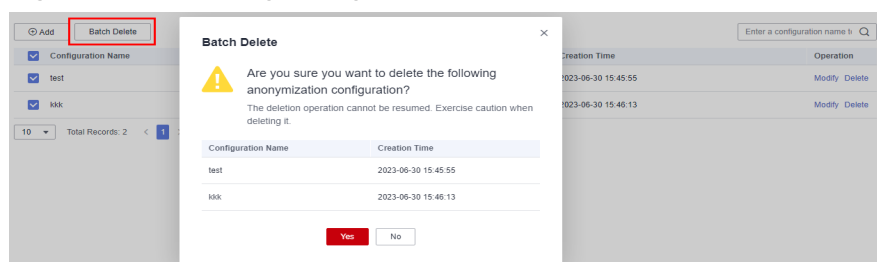 Add
Batch Delete
Enter a configuration name
Configuration Name
Creation Time
Operation
test
2023-06-30 15:45:55
Modify Delete
kkk
2023-06-30 15:46:13
Modify Delete
10
Total Records: 2
<
1
Batch Delete
×
Are you sure you want to delete the following
anonymization configuration?
The deletion operation cannot be resumed. Exercise caution when
deleting it.
Configuration Name
Creation Time
test
2023-06-30 15:45:55
kkk
2023-06-30 15:46:13
Yes
No